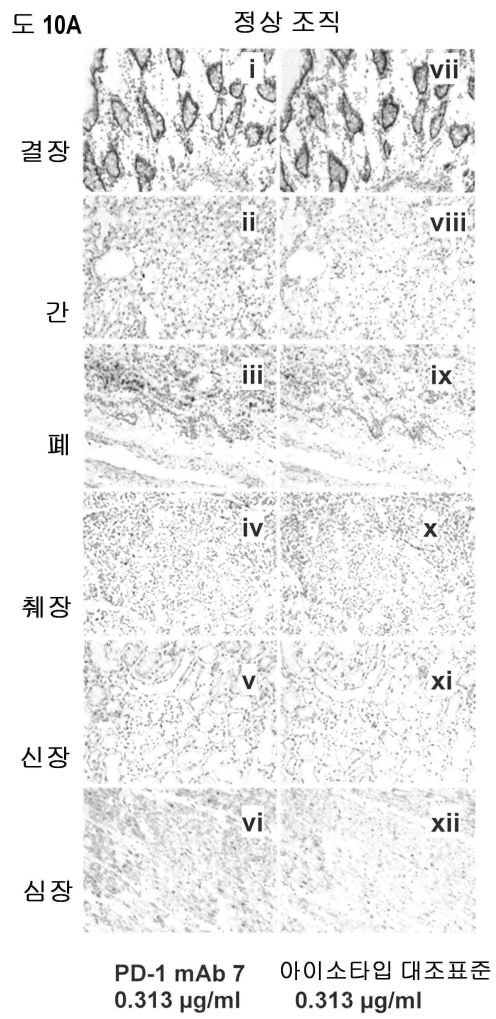 도 10A
정상 조직
결장
i
vii
간
ii
viii
폐
iii
ix
췌장
iv
x
신장
v
xi
심장
vi
xii
PD-1 mAb 7
0.313 µg/ml
아이소타입 대조표준
0.313 µg/ml